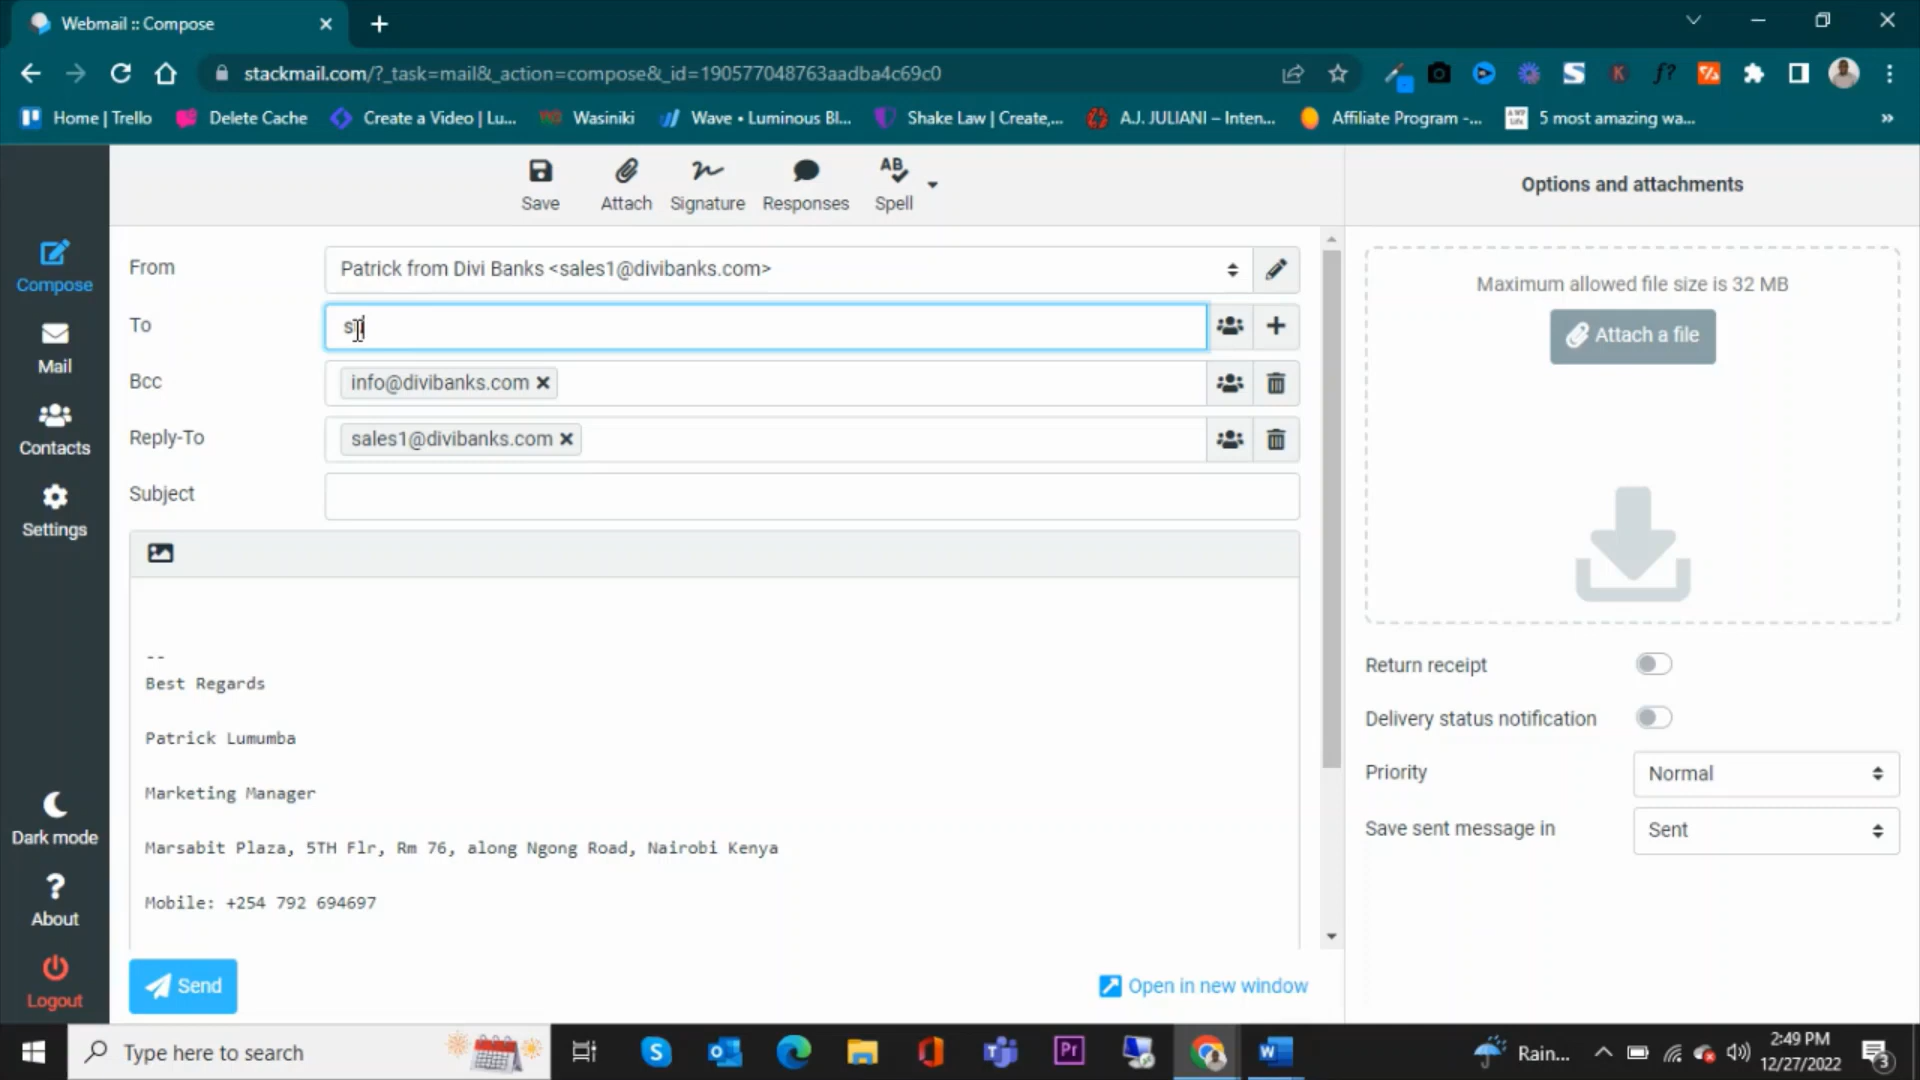 Webmail :: Compose
stackmail.com/?_task=mail&_action=compose&_id=190577048763aadba4c69c0
Home | Trello
Delete Cache
Create a Video | Lu...
Wasiniki
Wave • Luminous Bl...
Shake Law | Create,...
A.J. JULIANI – Inten...
Affiliate Program -...
5 most amazing wa...
»
Save
Attach
Signature
Responses
AB
Spell
Options and attachments
Compose
Mail
Contacts
Settings
Dark mode
About
Logout
From
Patrick from Divi Banks <sales1@divibanks.com>
To
Bcc
info@divibanks.com
Reply-To
sales1@divibanks.com
Subject
--
Best Regards
Patrick Lumumba
Marketing Manager
Marsabit Plaza, 5TH Flr, Rm 76, along Ngong Road, Nairobi Kenya
Mobile: +254 792 694697
Send
Open in new window
Maximum allowed file size is 32 MB
Attach a file
Return receipt
Delivery status notification
Priority
Normal
Save sent message in
Sent
Type here to search
Rain...
2:49 PM
12/27/2022
3